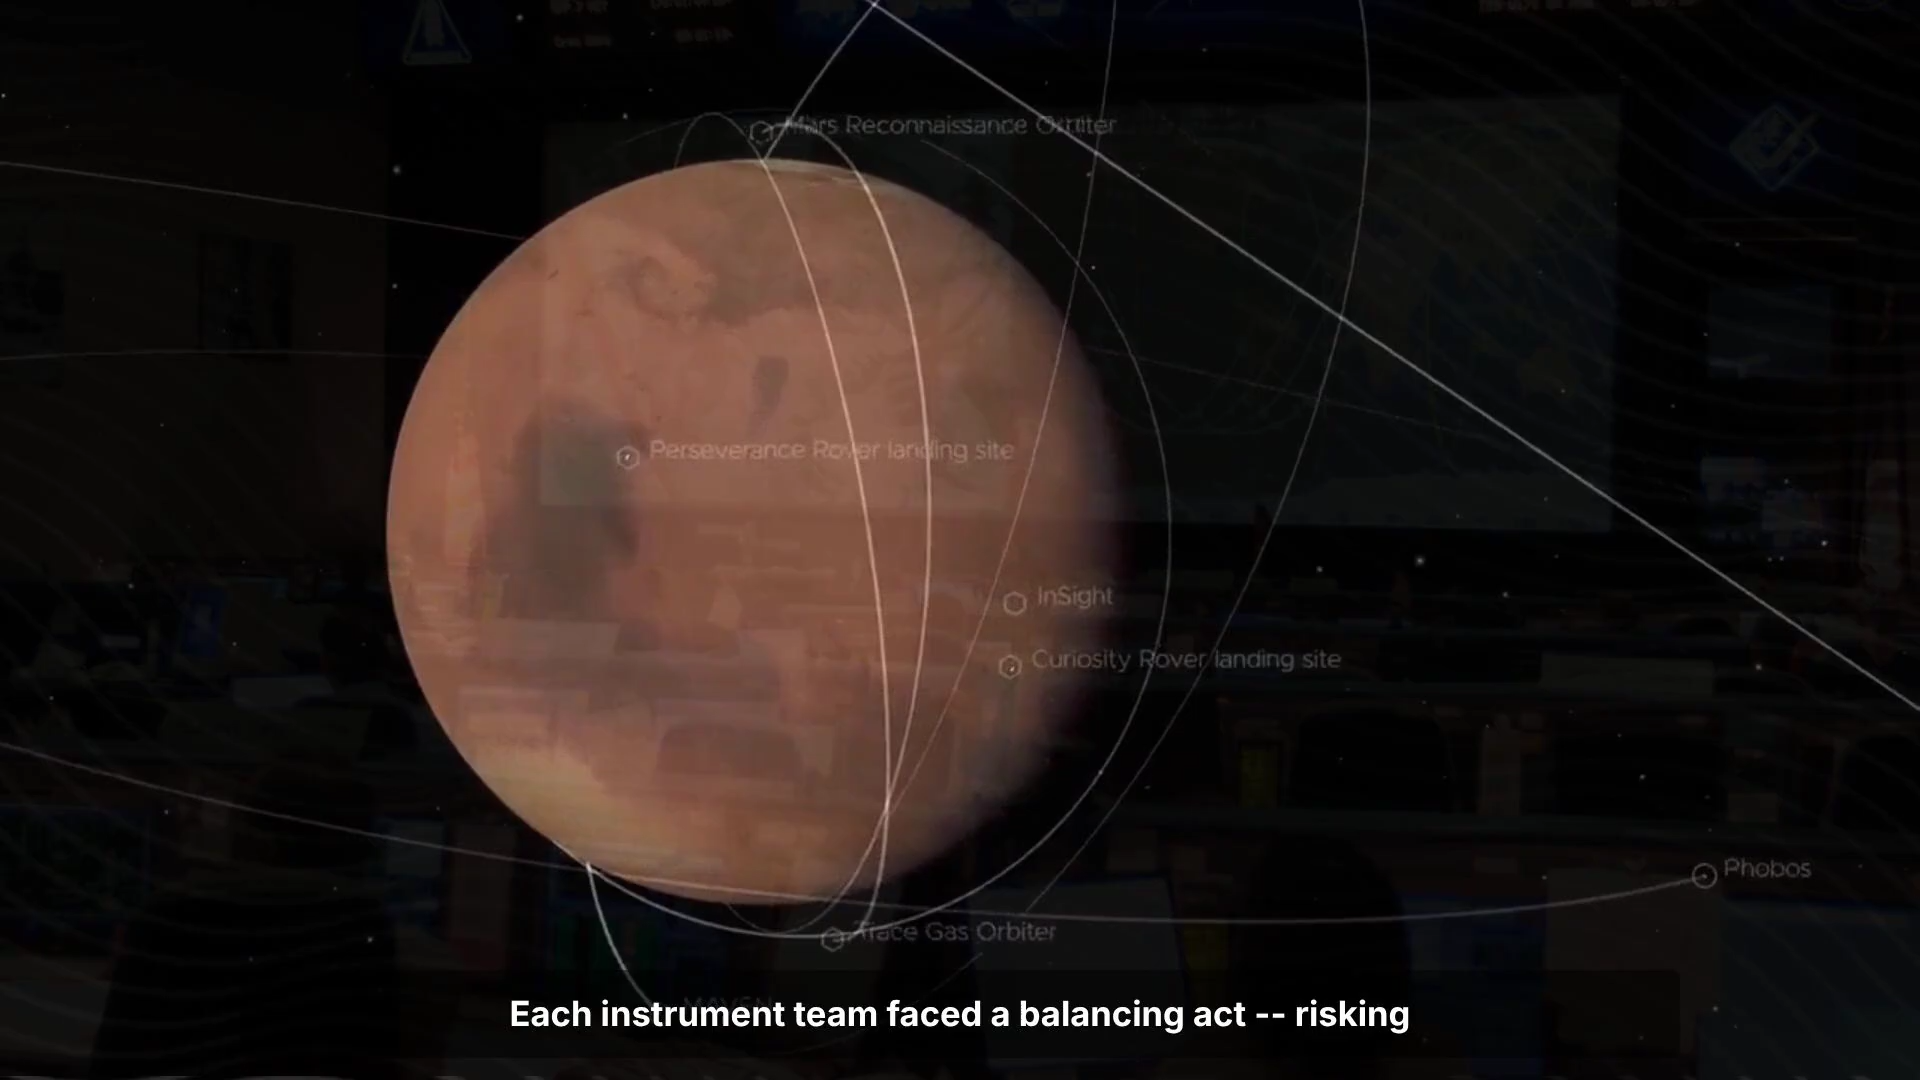 Mars Reconnaissance Orbiter
Perseverance Rover landing site
InSight
Curiosity Rover landing site
Phobos
Trace Gas Orbiter
MAVEN
Each instrument team faced a balancing act -- risking